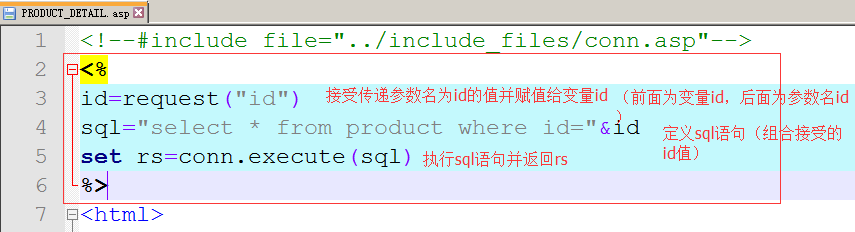 PRODUCT_DETAIL.asp
1 <!--#include file="../include_files/conn.asp"-->
2 <%
3 id=request("id") 接受传递参数名为id的值并赋值给变量id （前面为变量id，后面为参数名id
）
4 sql="select * from product where id="&id 定义sql语句（组合接受的
id值）
5 set rs=conn.execute(sql) 执行sql语句并返回rs
6 %>
7 <html>